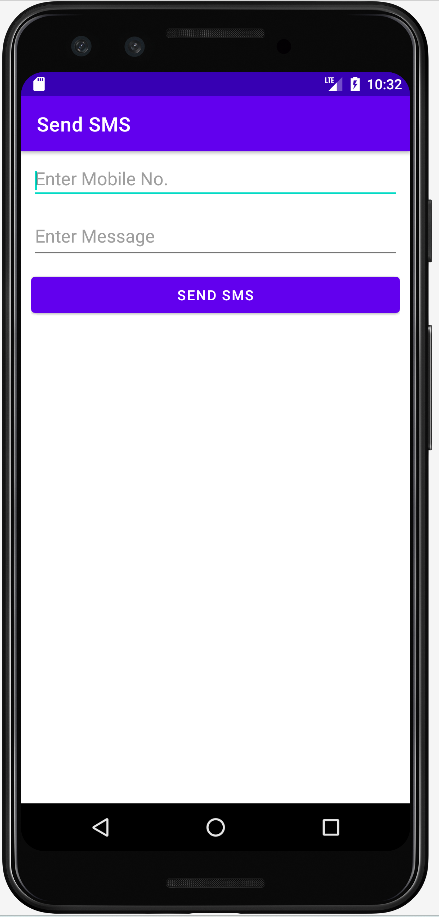 LTE 10:32
Send SMS
Enter Mobile No.
Enter Message
SEND SMS